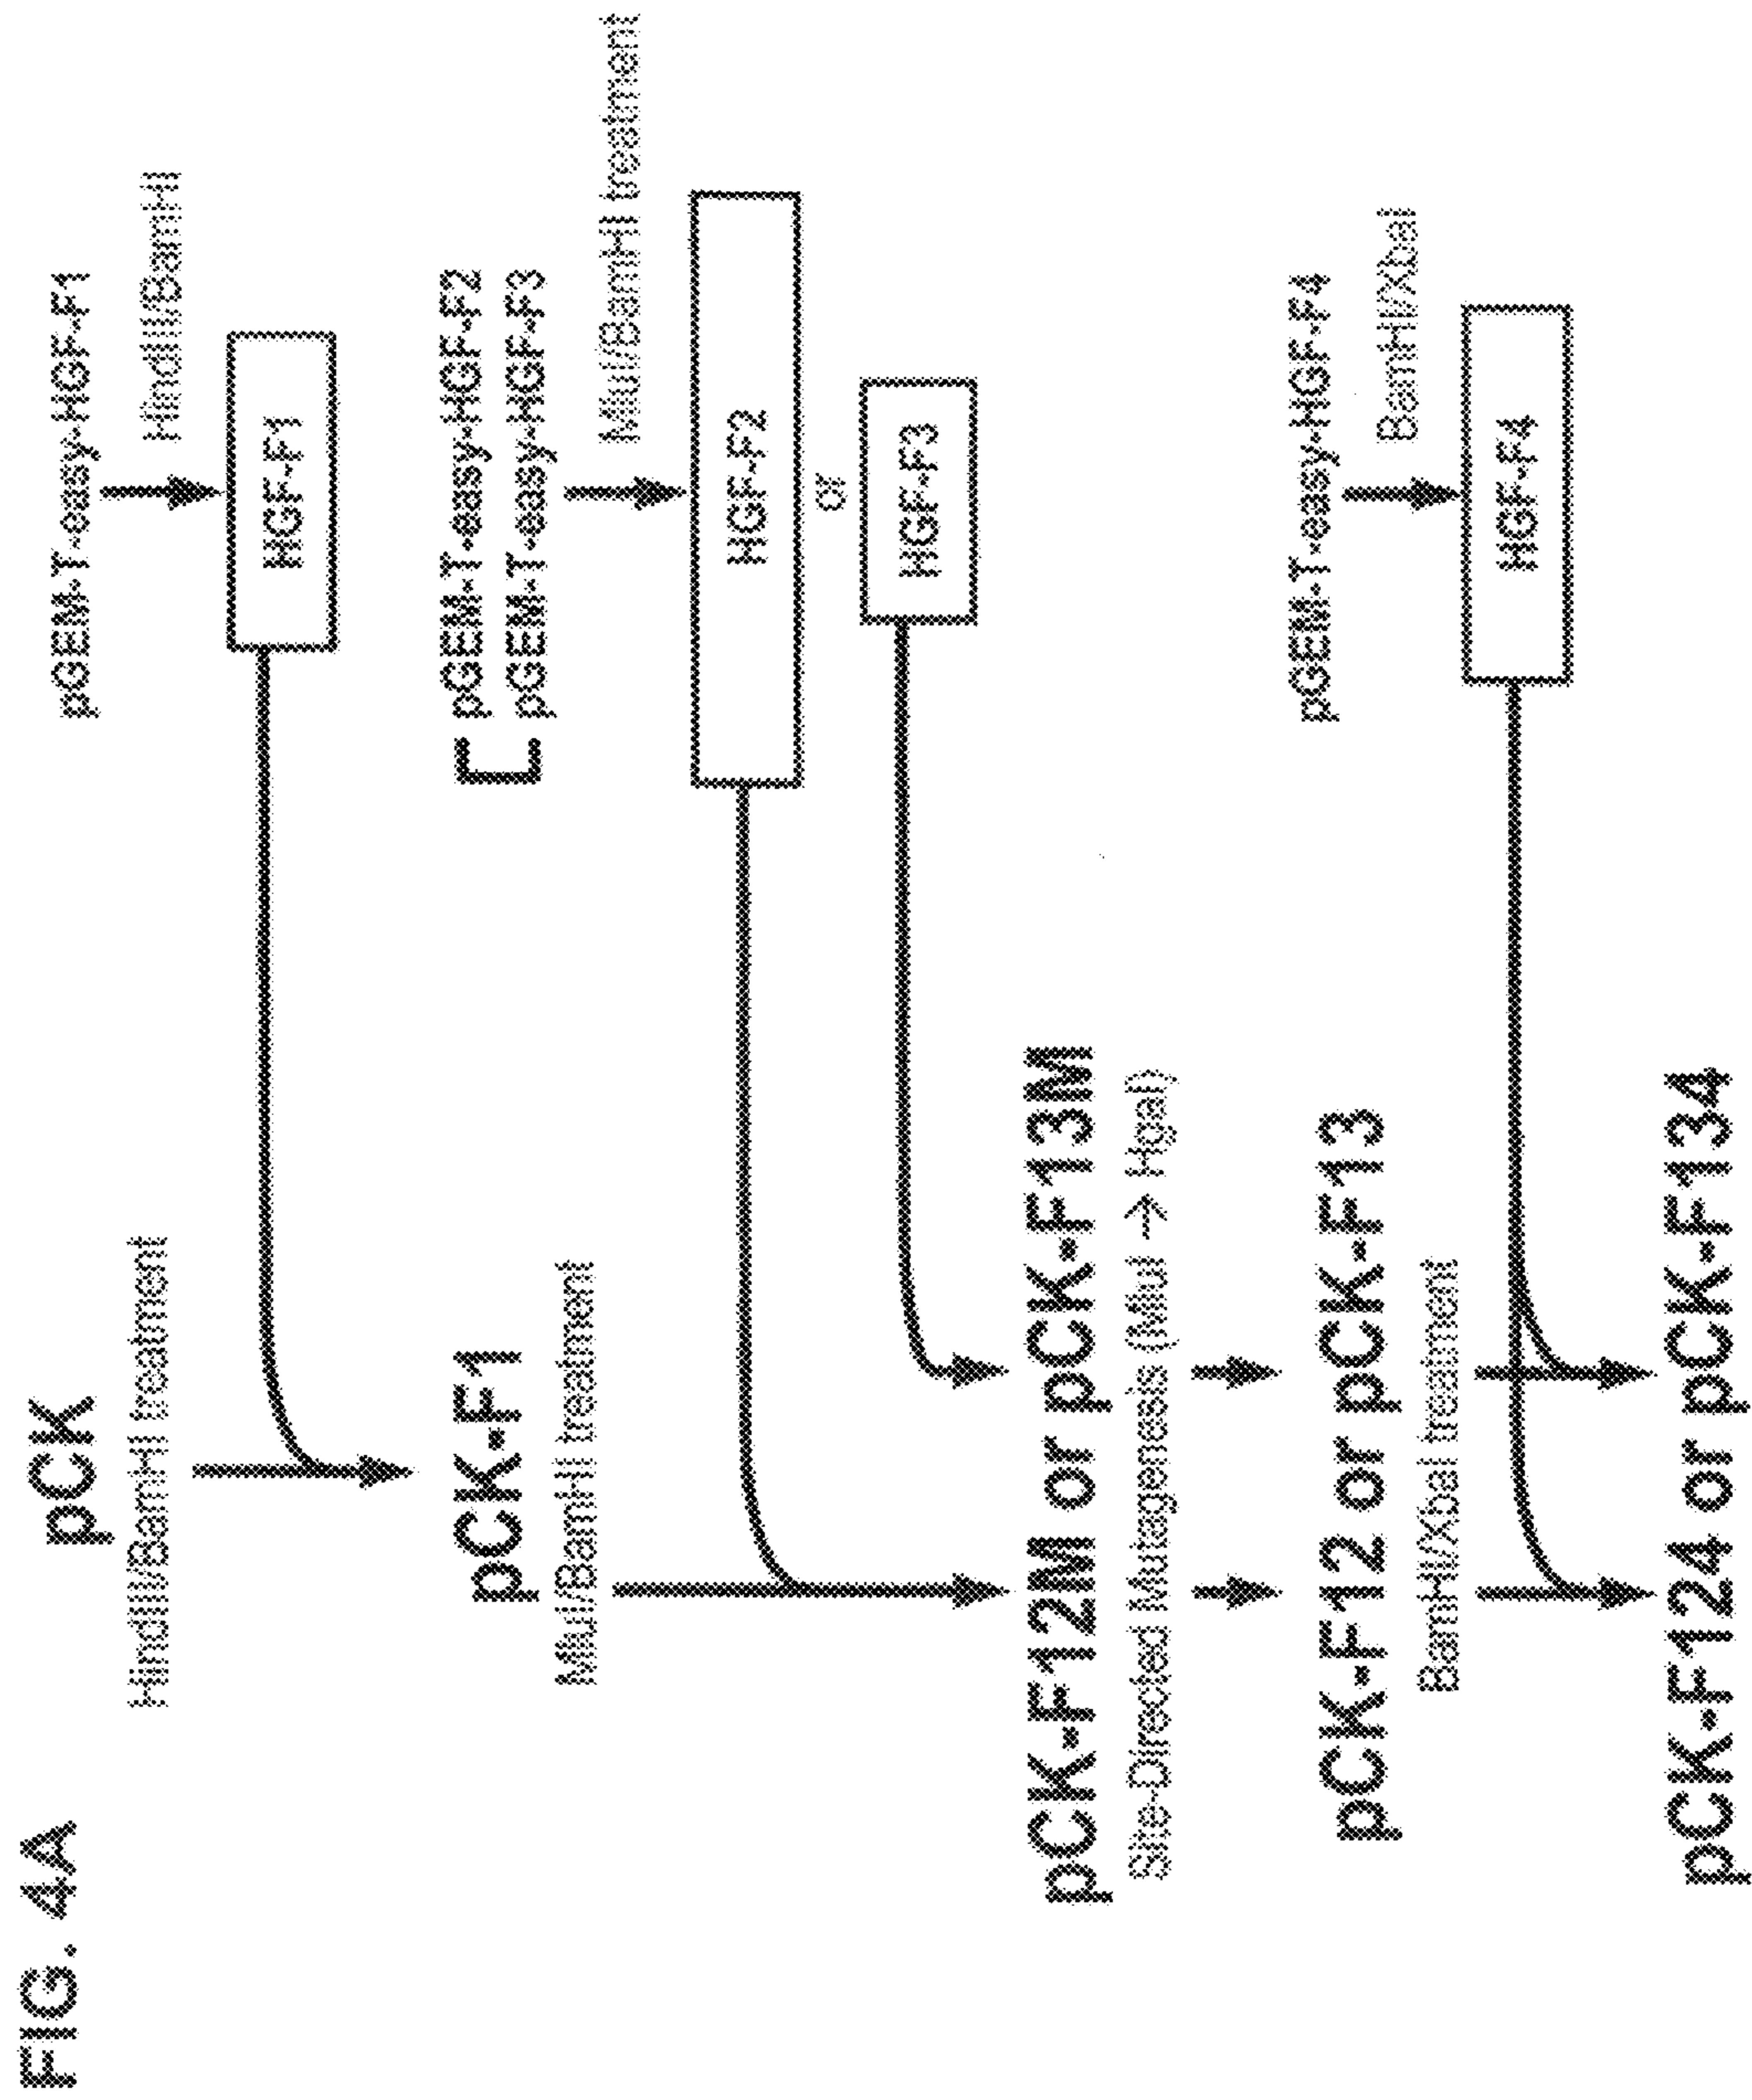 FIG. 4A
pCK
HindIII/BamHI treatment
pGEM-T-easy-HGF-F1
HindIII/BamHI
HGF-F1
pCK-F1
MluI/BamHI treatment
pGEM-T-easy-HGF-F2
pGEM-T-easy-HGF-F3
MluI/BamHI treatment
HGF-F2
or
HGF-F3
pCK-F12M or pCK-F13M
Site-Directed Mutagenesis (MluI → HgaI)
pCK-F12 or pCK-F13
BamHI/XbaI treatment
pGEM-T-easy-HGF-F4
BamHI/XbaI
HGF-F4
pCK-F124 or pCK-F134